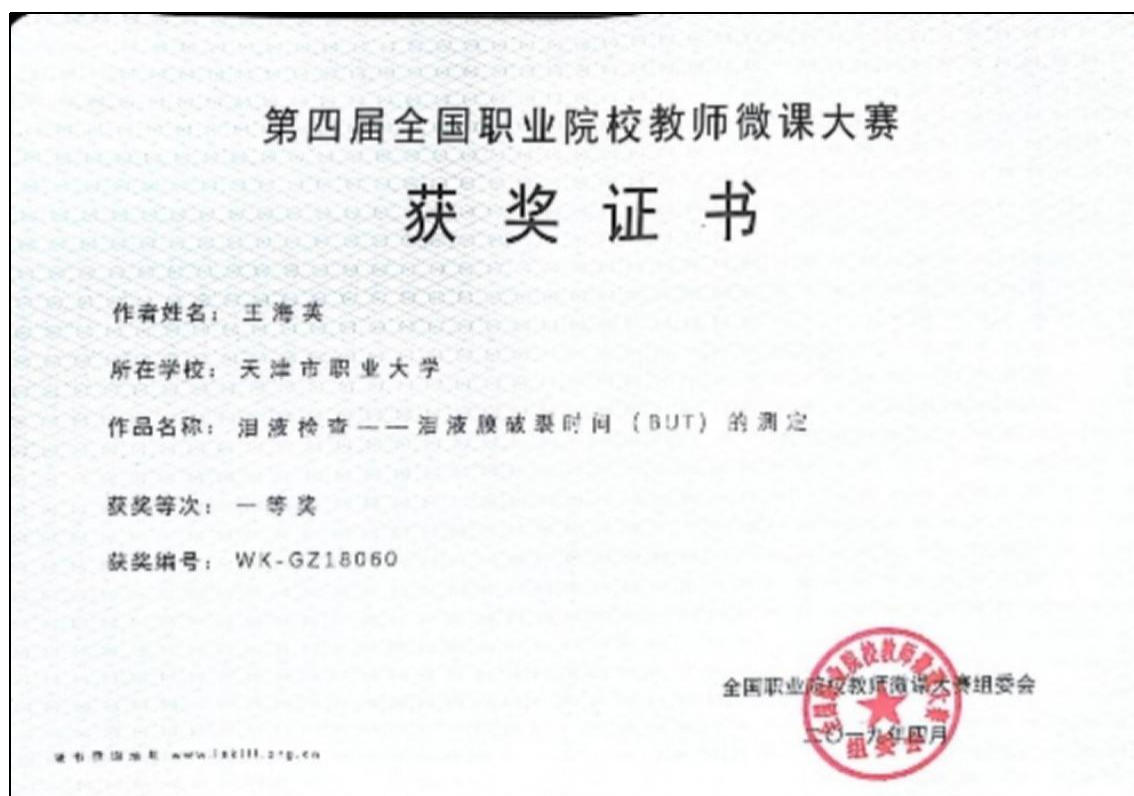 第四届全国职业院校教师微课大赛
获奖证书
作者姓名：王海英
所在学校：天津市职业大学
作品名称：泪液检查——泪液膜破裂时间（BUT）的测定
获奖等次：一等奖
获奖编号：WK-GZ18060
全国职业院校教师微课大赛组委会
二〇一九年四月